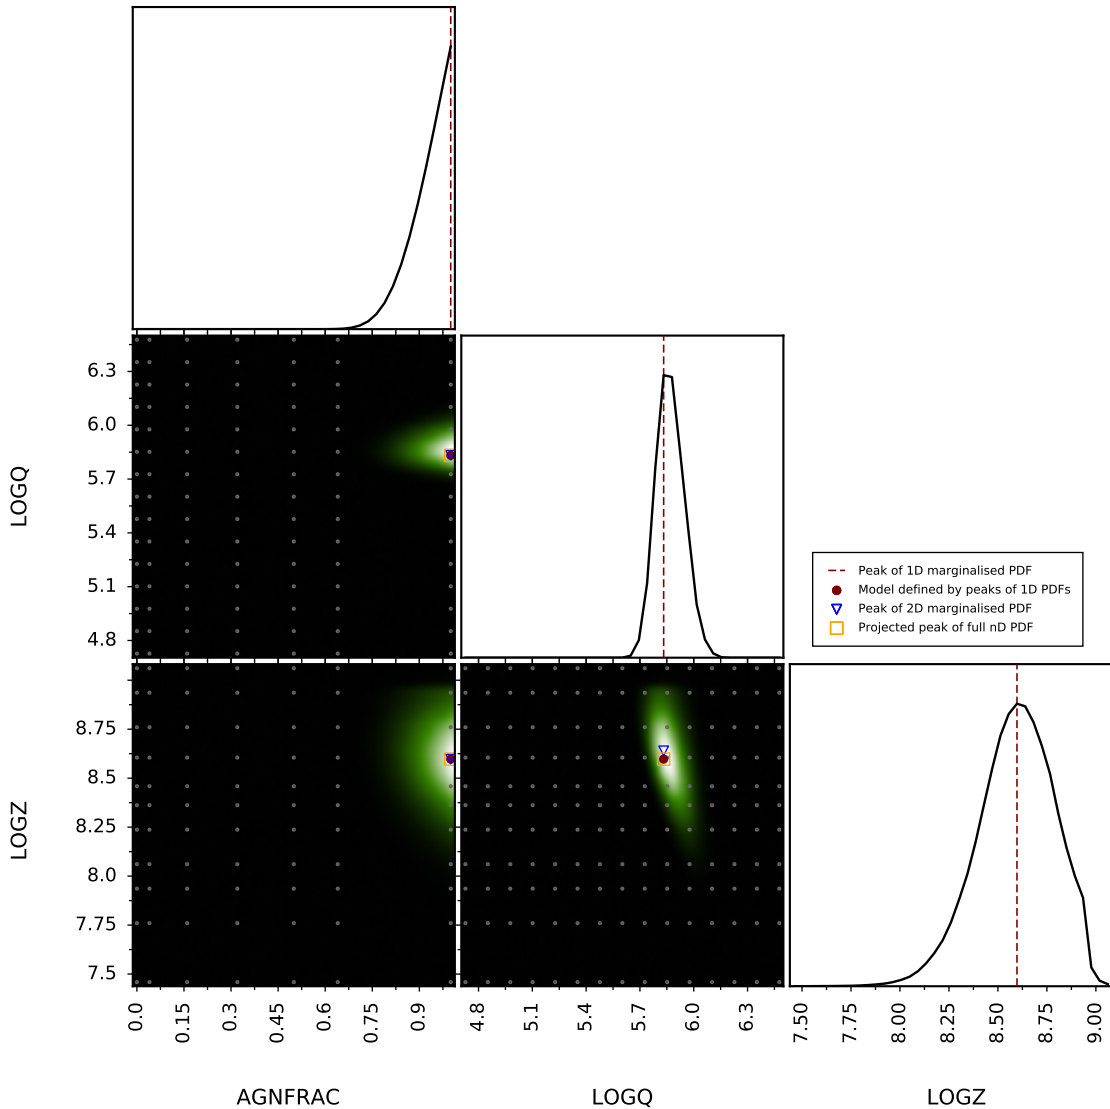 LOGQ
6.3
6.0
5.7
5.4
5.1
4.8
Peak of 1D marginalised PDF
Model defined by peaks of 1D PDFs
Peak of 2D marginalised PDF
Projected peak of full nD PDF
LOGZ
8.75
8.5
8.25
8.0
7.75
7.5
0.0 0.15 0.3 0.45 0.6 0.75 0.9 4.8 5.1 5.4 5.7 6.0 6.3 7.50 7.75 8.00 8.25 8.50 8.75 9.00
AGNFRAC LOGQ LOGZ